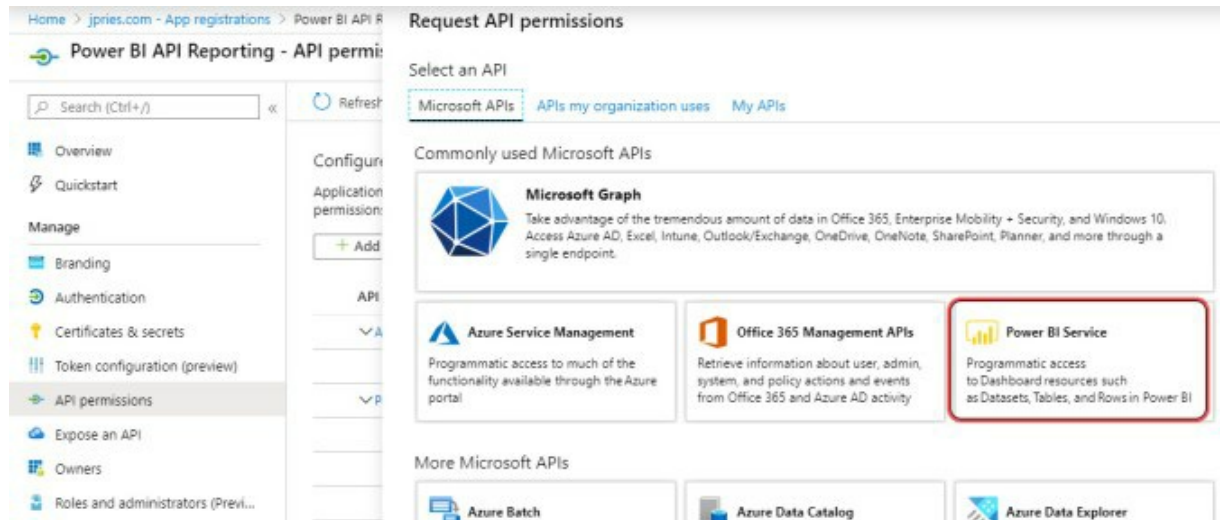 Home > jpries.com - App registrations > Power BI API R
Power BI API Reporting - API permis
Search (Ctrl+/)
«
Overview
Quickstart
Manage
Branding
Authentication
Certificates & secrets
Token configuration (preview)
API permissions
Expose an API
Owners
Roles and administrators (Previ...
Refresh
Configure
Application
permission
+ Add
API
A
P
Request API permissions
Select an API
Microsoft APIs APIs my organization uses My APIs
Commonly used Microsoft APIs
Microsoft Graph
Take advantage of the tremendous amount of data in Office 365, Enterprise Mobility + Security, and Windows 10.
Access Azure AD, Excel, Intune, Outlook/Exchange, OneDrive, OneNote, SharePoint, Planner, and more through a
single endpoint.
Azure Service Management
Programmatic access to much of the
functionality available through the Azure
portal
Office 365 Management APIs
Retrieve information about user, admin,
system, and policy actions and events
from Office 365 and Azure AD activity
Power BI Service
Programmatic access
to Dashboard resources such
as Datasets, Tables, and Rows in Power BI
More Microsoft APIs
Azure Batch
Azure Data Catalog
Azure Data Explorer